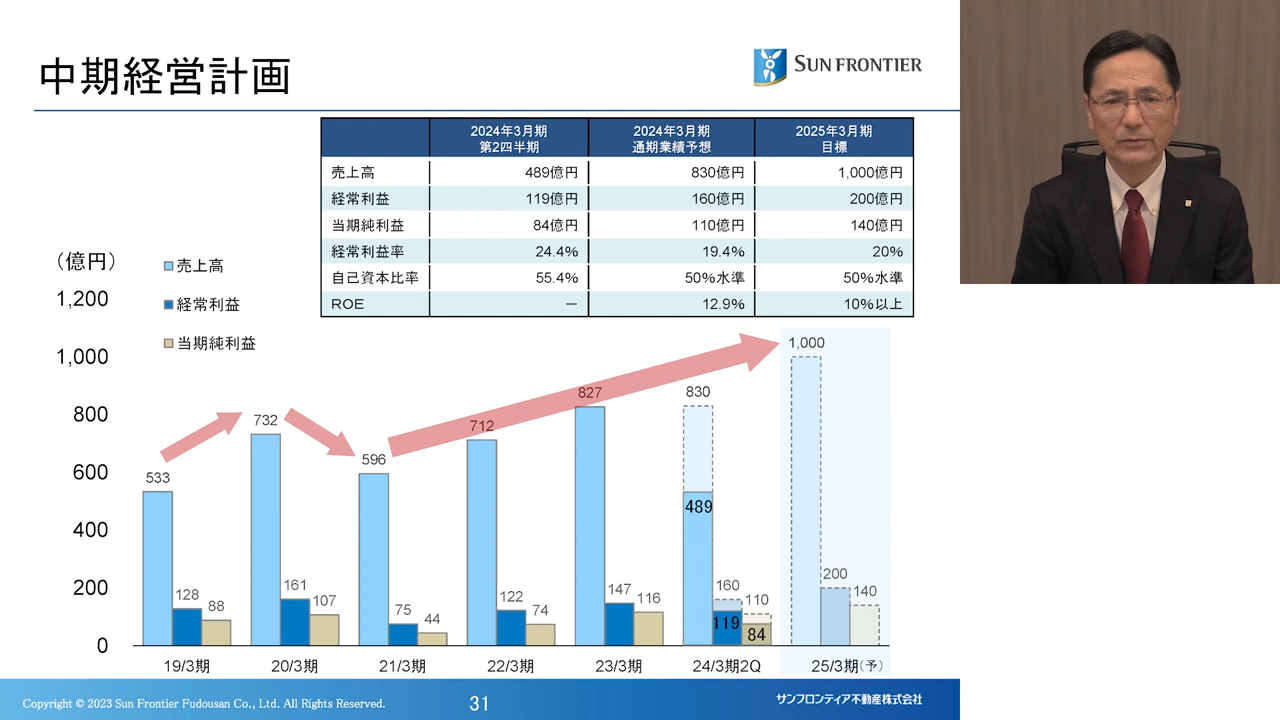 中期経営計画
SUN FRONTIER
2024年3月期 第2四半期 2024年3月期 通期業績予想 2025年3月期 目標
売上高 489億円 830億円 1,000億円
経常利益 119億円 160億円 200億円
当期純利益 84億円 110億円 140億円
経常利益率 24.4% 19.4% 20%
自己資本比率 55.4% 50%水準 50%水準
ROE ― 12.9% 10%以上
（億円）
売上高
経常利益
当期純利益
1,200
1,000
800
600
400
200
0
533 128 88
732 161 107
596 75 44
712 122 74
827 147 116
830 489 160 119 110 84
1,000 200 140
19/3期 20/3期 21/3期 22/3期 23/3期 24/3期2Q 25/3期(予)
Copyright © 2023 Sun Frontier Fudousan Co., Ltd. All Rights Reserved.
31
サンフロンティア不動産株式会社